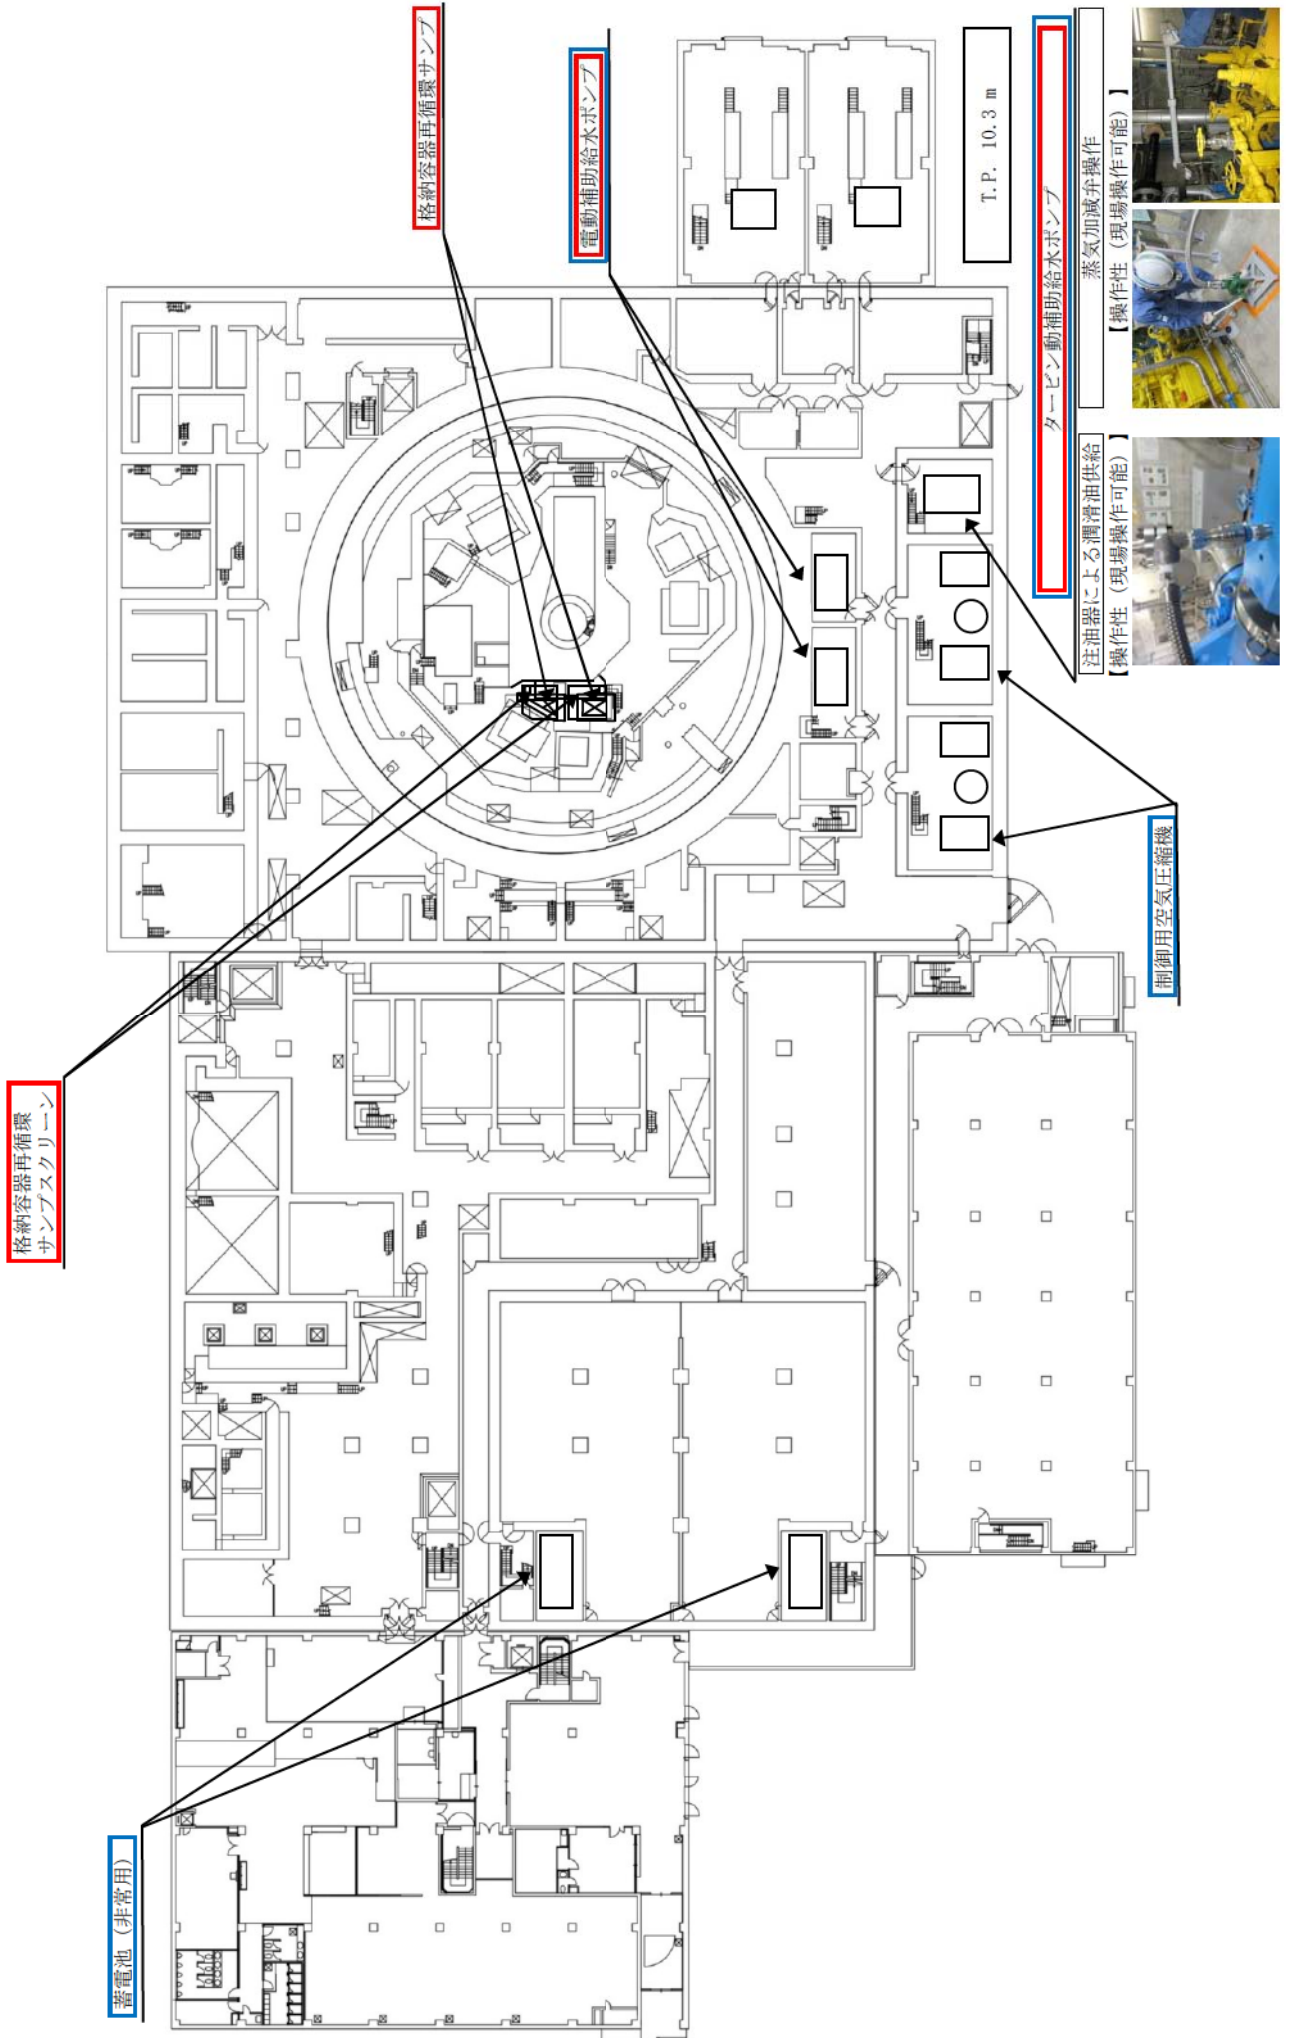 格納容器再循環サンプ
電動補助給水ポンプ
T.P. 10.3 m
タービン動補助給水ポンプ
蒸気加減弁操作
【操作性（現場操作可能）】
注油器による潤滑油供給
【操作性（現場操作可能）】
制御用空気圧縮機
格納容器再循環
サンプスクリーン
蓄電池（非常用）